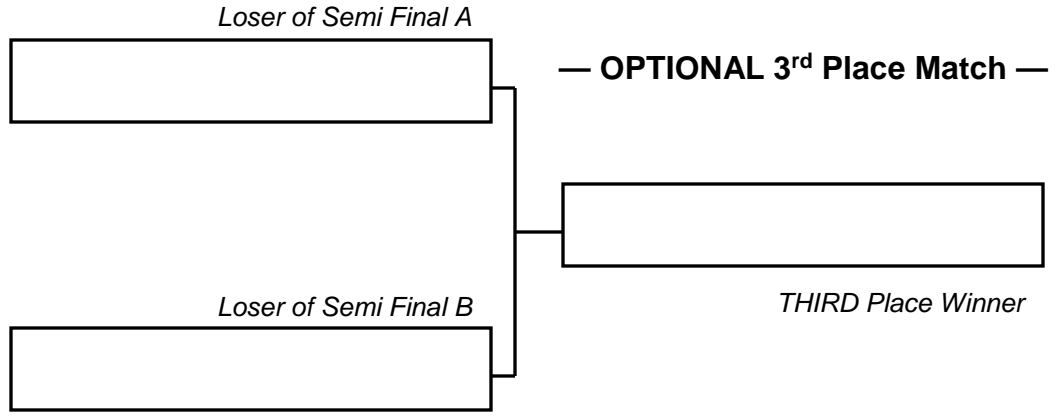 Loser of Semi Final A
— OPTIONAL 3rd Place Match —
Loser of Semi Final B
THIRD Place Winner